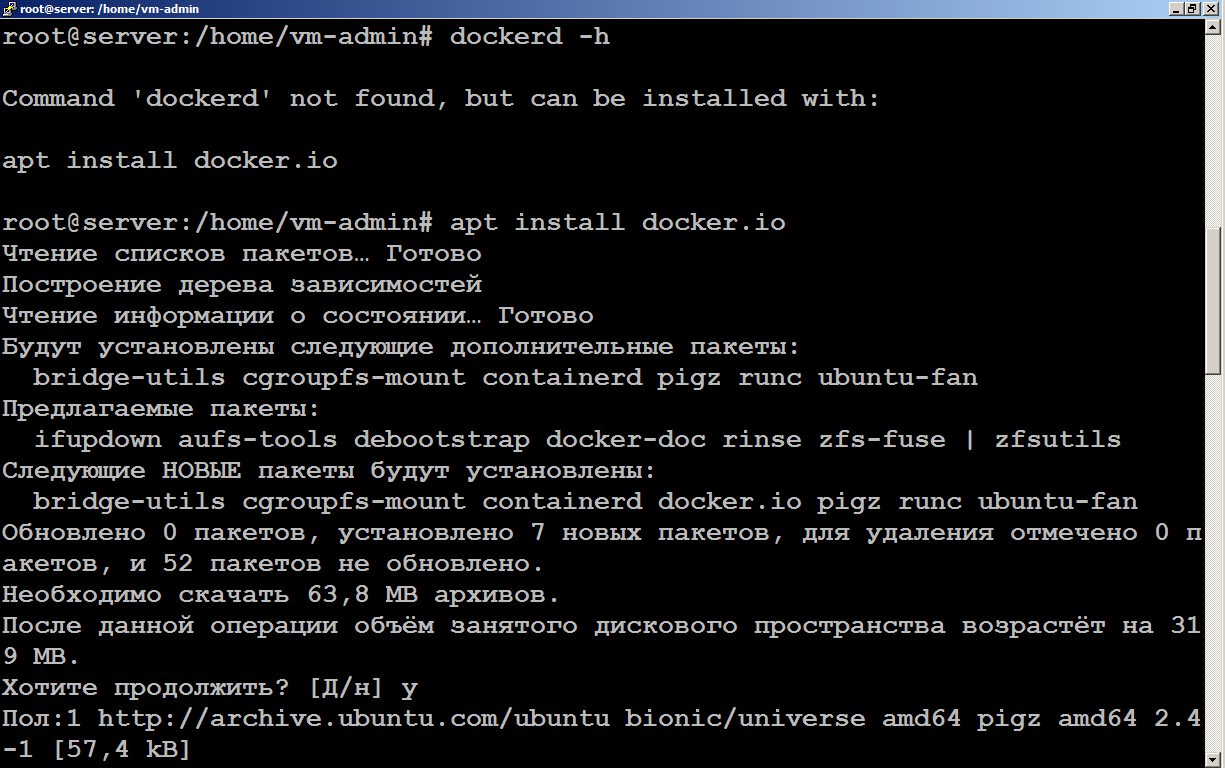 root@server: /home/vm-admin
root@server:/home/vm-admin# dockerd -h
Command 'dockerd' not found, but can be installed with:
apt install docker.io
root@server:/home/vm-admin# apt install docker.io
Чтение списков пакетов… Готово
Построение дерева зависимостей
Чтение информации о состоянии… Готово
Будут установлены следующие дополнительные пакеты:
  bridge-utils cgroupfs-mount containerd pigz runc ubuntu-fan
Предлагаемые пакеты:
  ifupdown aufs-tools debootstrap docker-doc rinse zfs-fuse | zfsutils
Следующие НОВЫЕ пакеты будут установлены:
  bridge-utils cgroupfs-mount containerd docker.io pigz runc ubuntu-fan
Обновлено 0 пакетов, установлено 7 новых пакетов, для удаления отмечено 0 п
акетов, и 52 пакетов не обновлено.
Необходимо скачать 63,8 MB архивов.
После данной операции объём занятого дискового пространства возрастёт на 31
9 MB.
Хотите продолжить? [Д/н] y
Пол:1 http://archive.ubuntu.com/ubuntu bionic/universe amd64 pigz amd64 2.4
-1 [57,4 kB]